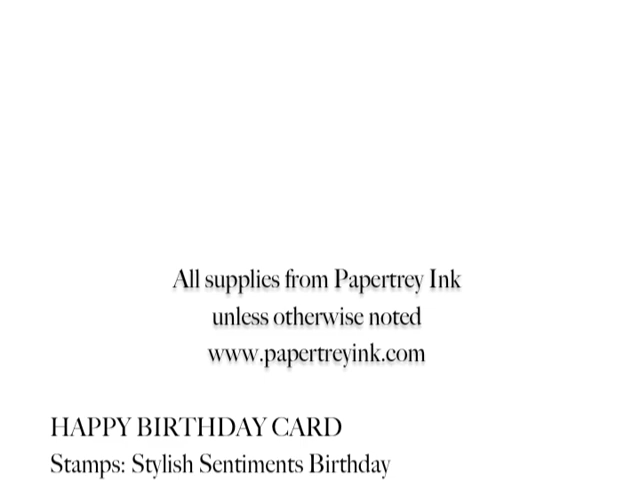 All supplies from Papertrey Ink
unless otherwise noted
www.papertreyink.com
HAPPY BIRTHDAY CARD
Stamps: Stylish Sentiments Birthday